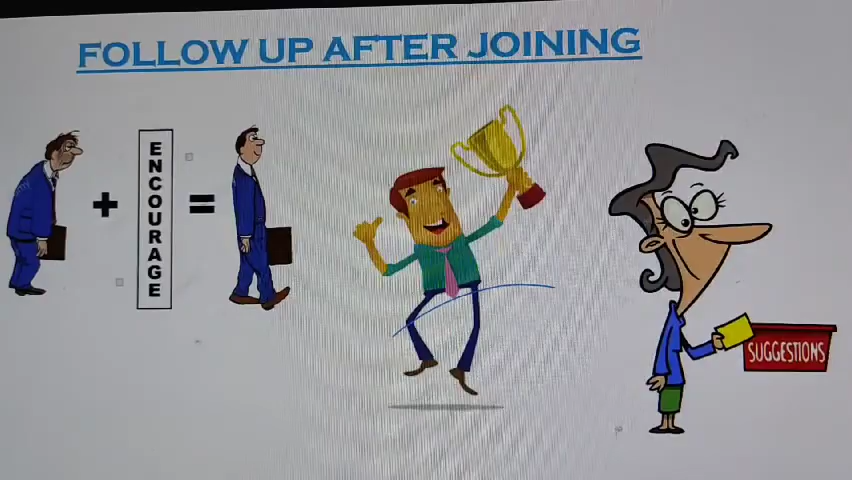 FOLLOW UP AFTER JOINING
+
ENCOURAGE
=
SUGGESTIONS